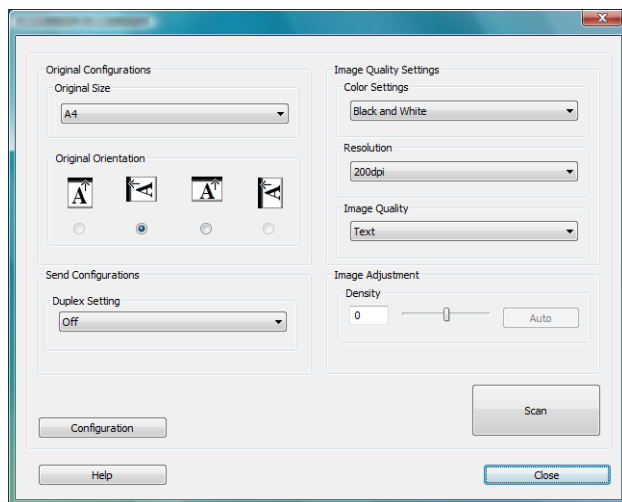 Original Configurations
Original Size
A4
Original Orientation
A A A A
Send Configurations
Duplex Setting
Off
Configuration
Help
Image Quality Settings
Color Settings
Black and White
Resolution
200dpi
Image Quality
Text
Image Adjustment
Density
0
Auto
Scan
Close